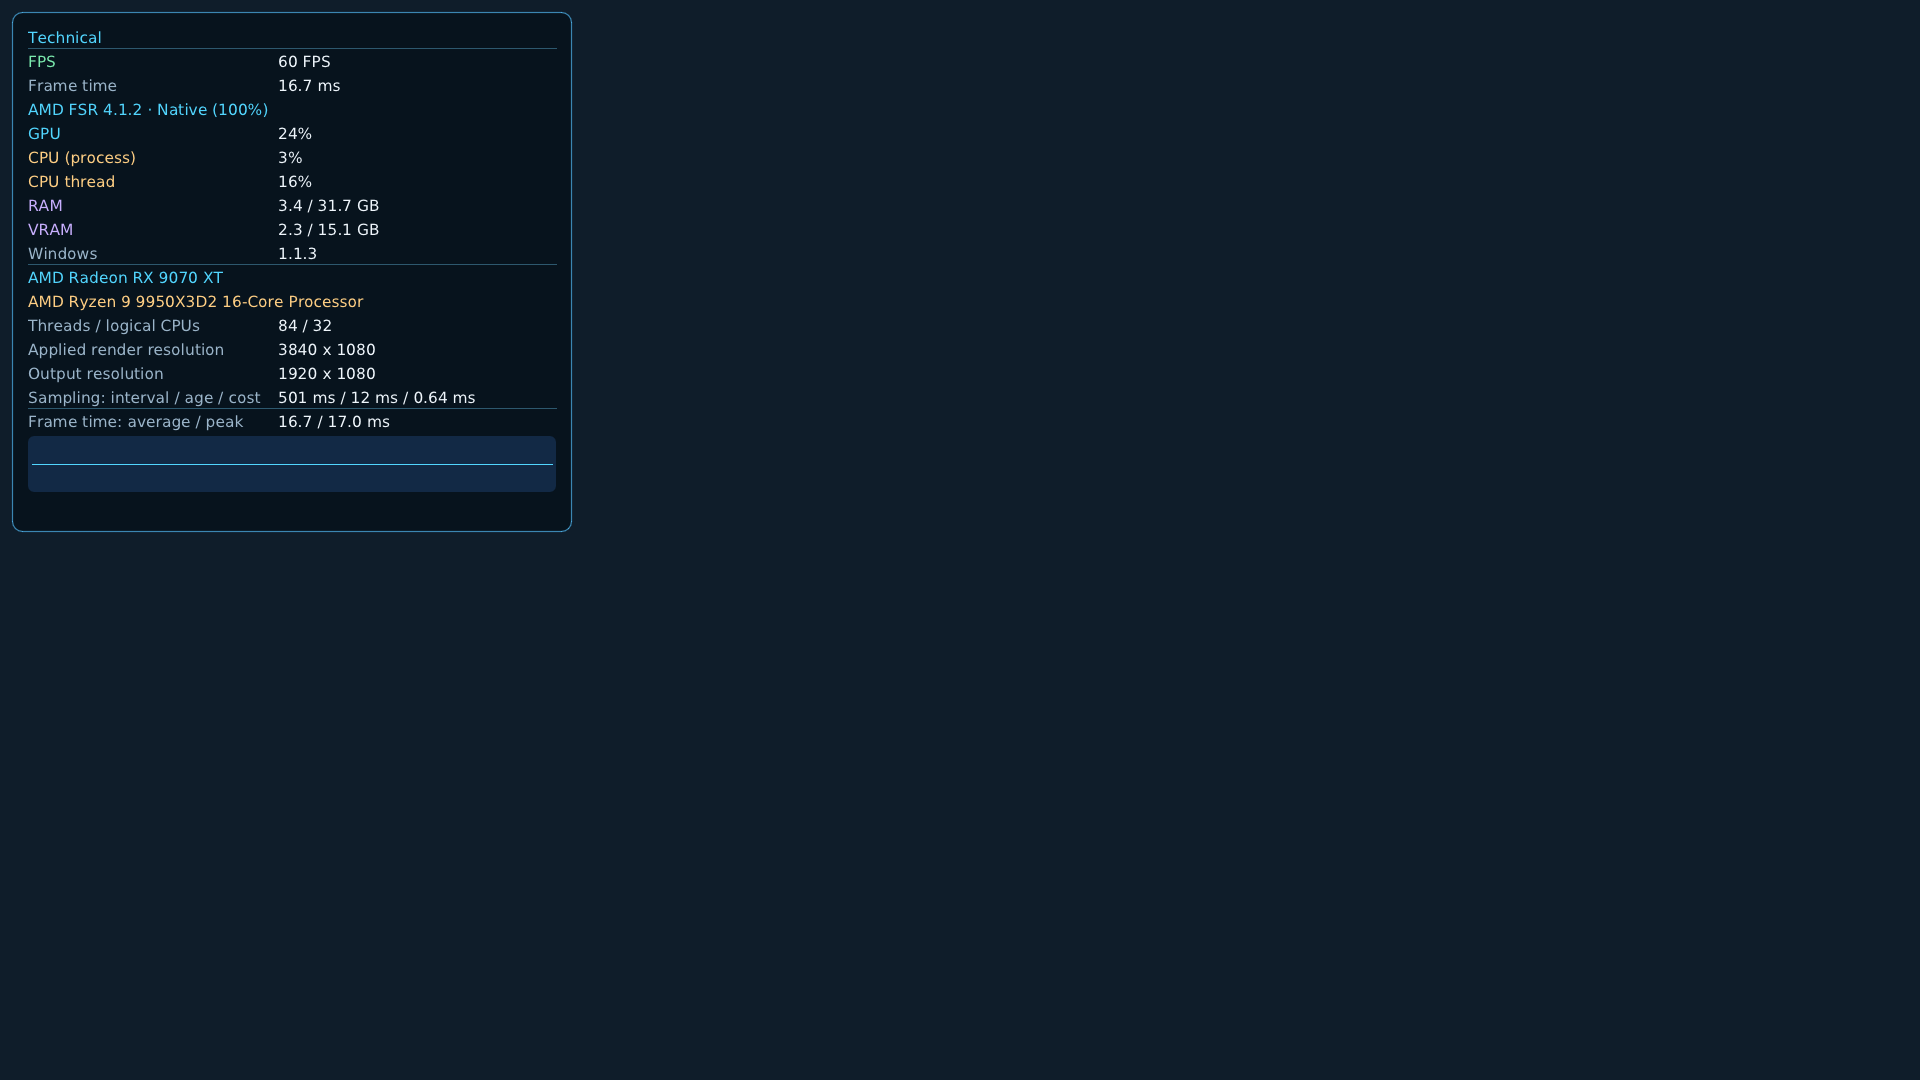 Technical
FPS 60 FPS
Frame time 16.7 ms
AMD FSR 4.1.2 · Native (100%)
GPU 24%
CPU (process) 3%
CPU thread 16%
RAM 3.4 / 31.7 GB
VRAM 2.3 / 15.1 GB
Windows 1.1.3
AMD Radeon RX 9070 XT
AMD Ryzen 9 9950X3D2 16-Core Processor
Threads / logical CPUs 84 / 32
Applied render resolution 3840 x 1080
Output resolution 1920 x 1080
Sampling: interval / age / cost 501 ms / 12 ms / 0.64 ms
Frame time: average / peak 16.7 / 17.0 ms